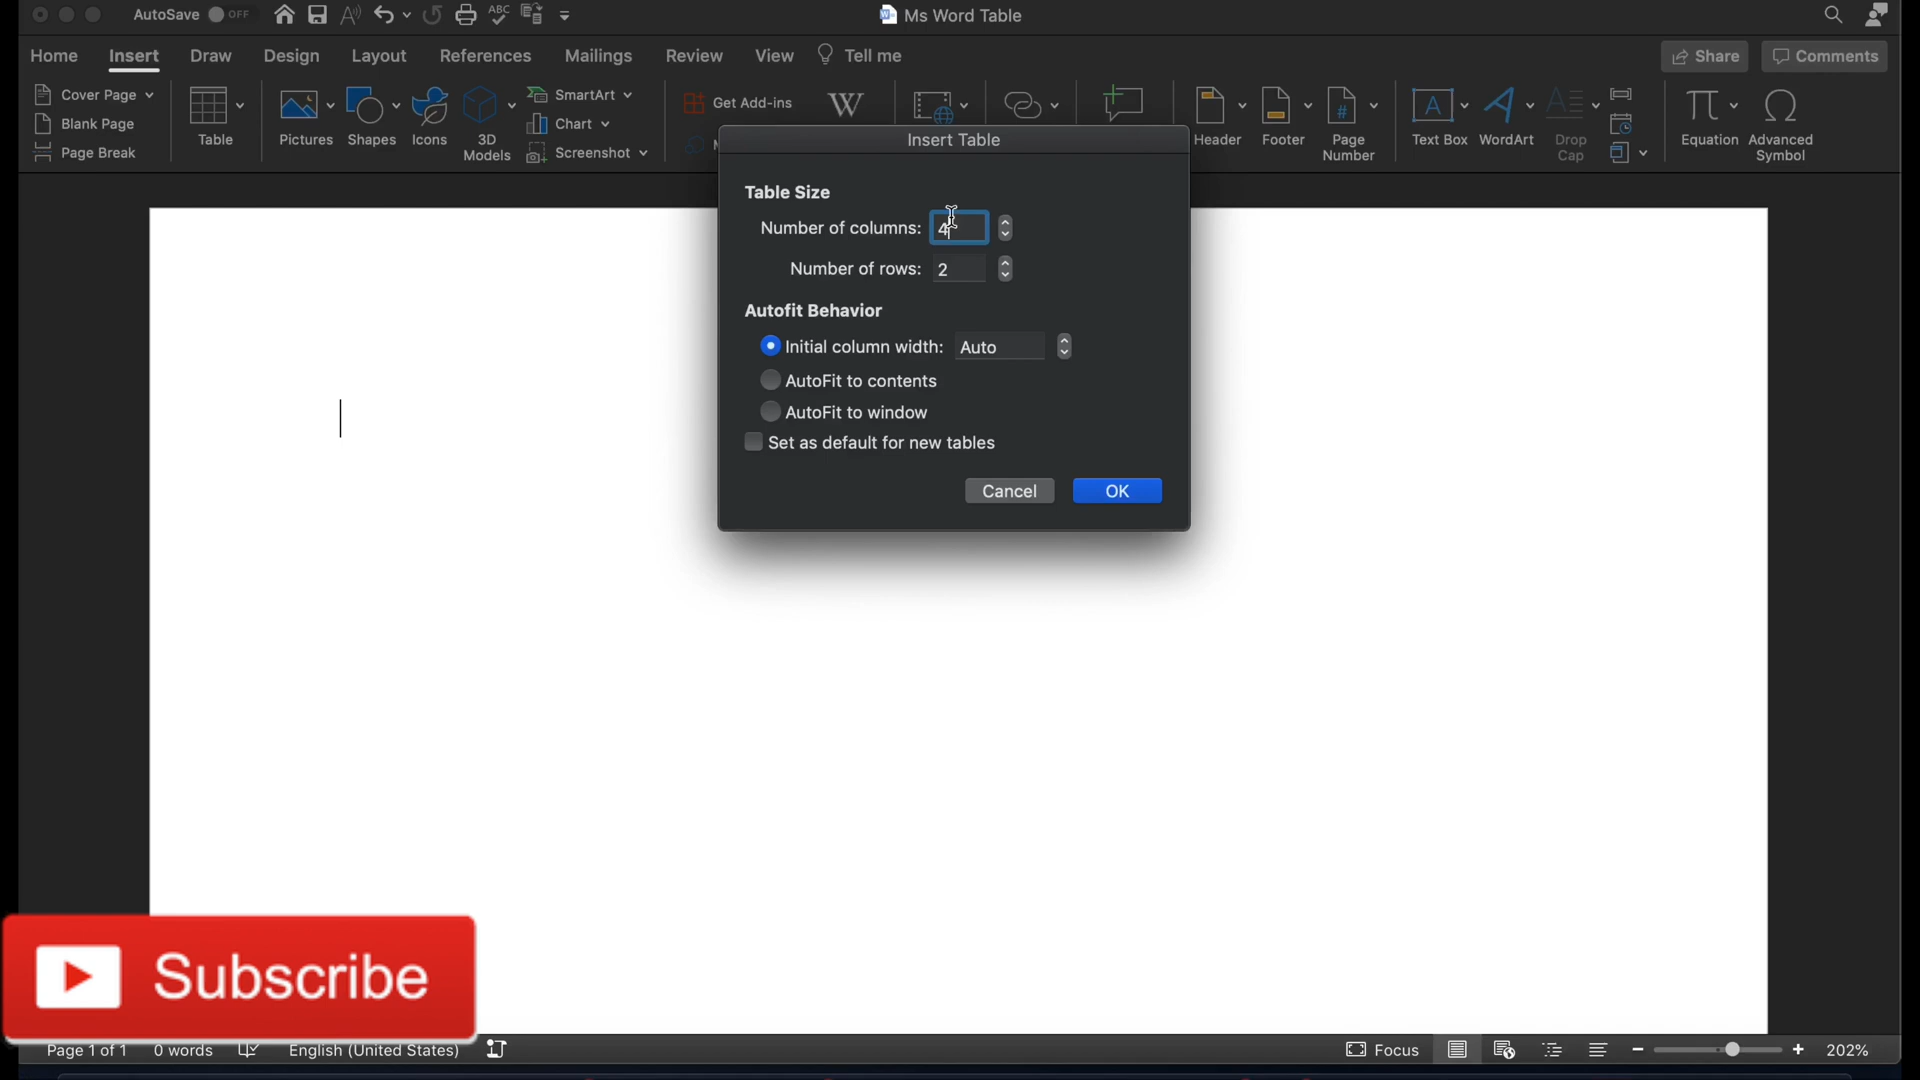 AutoSave OFF ABC Ms Word Table
Home Insert Draw Design Layout References Mailings Review View Tell me Share Comments
Cover Page
Blank Page
Page Break
Table
Pictures
Shapes
Icons
3D
Models
SmartArt
Chart
Screenshot
Get Add-ins
W
Header
Footer
Page
Number
Text Box
WordArt
Drop
Cap
Equation
Advanced
Symbol
Insert Table
Table Size
Number of columns: 4
Number of rows: 2
Autofit Behavior
Initial column width: Auto
AutoFit to contents
AutoFit to window
Set as default for new tables
Cancel OK
Subscribe
Page 1 of 1 0 words English (United States) Focus 202%